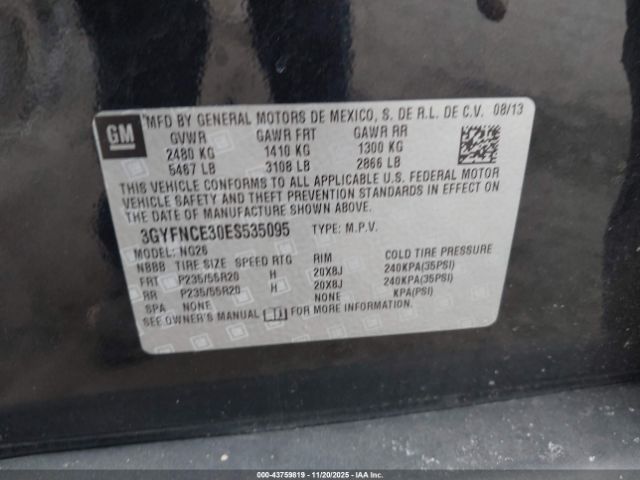 GM
MFD BY GENERAL MOTORS DE MEXICO, S. DE R.L. DE C.V. 08/13
GVWR GAWR FRT GAWR RR
2480 KG 1410 KG 1300 KG
5467 LB 3108 LB 2866 LB
THIS VEHICLE CONFORMS TO ALL APPLICABLE U.S. FEDERAL MOTOR
VEHICLE SAFETY AND THEFT PREVENTION STANDARDS IN EFFECT ON
THE DATE OF MANUFACTURE SHOWN ABOVE.
3GYFNCE30ES535095 TYPE: M.P.V.
MODEL: NG26
NBBB TIRE SIZE SPEED RTG RIM COLD TIRE PRESSURE
FRT P235/55R20 H 20X8J 240KPA(35PSI)
RR P235/55R20 H 20X8J 240KPA(35PSI)
SPA NONE NONE KPA(PSI)
SEE OWNER'S MANUAL FOR MORE INFORMATION.
000-43759819 | 11/20/2025 - IAA